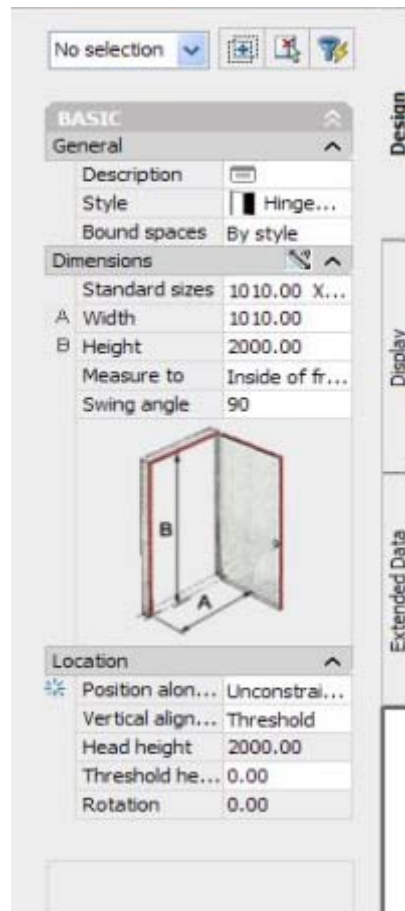 No selection
BASIC
General
Description
Style Hinge...
Bound spaces By style
Dimensions
Standard sizes 1010.00 X...
A Width 1010.00
B Height 2000.00
Measure to Inside of fr...
Swing angle 90
B
A
Location
Position alon... Unconstrai...
Vertical align... Threshold
Head height 2000.00
Threshold he... 0.00
Rotation 0.00
Design
Display
Extended Data